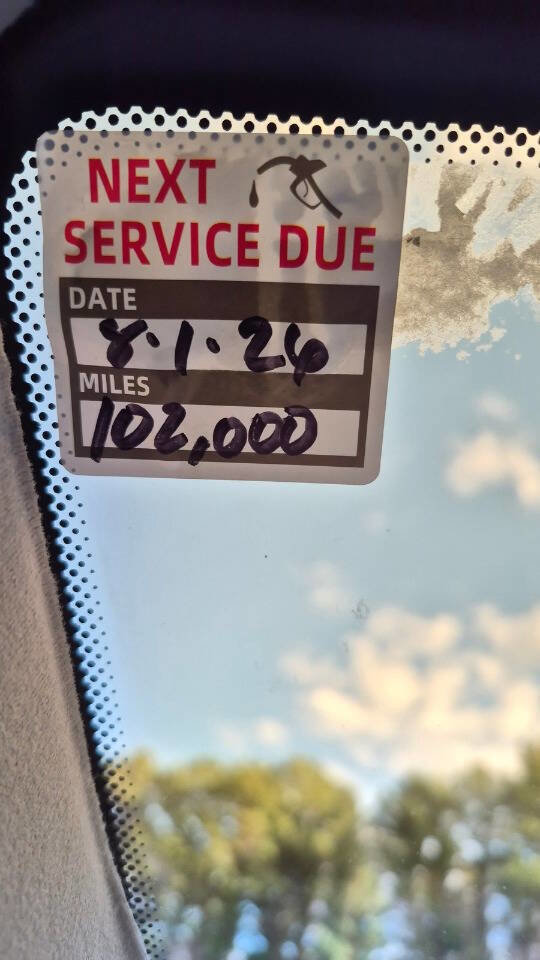 NEXT
SERVICE DUE
DATE
8.1.26
MILES
102,000